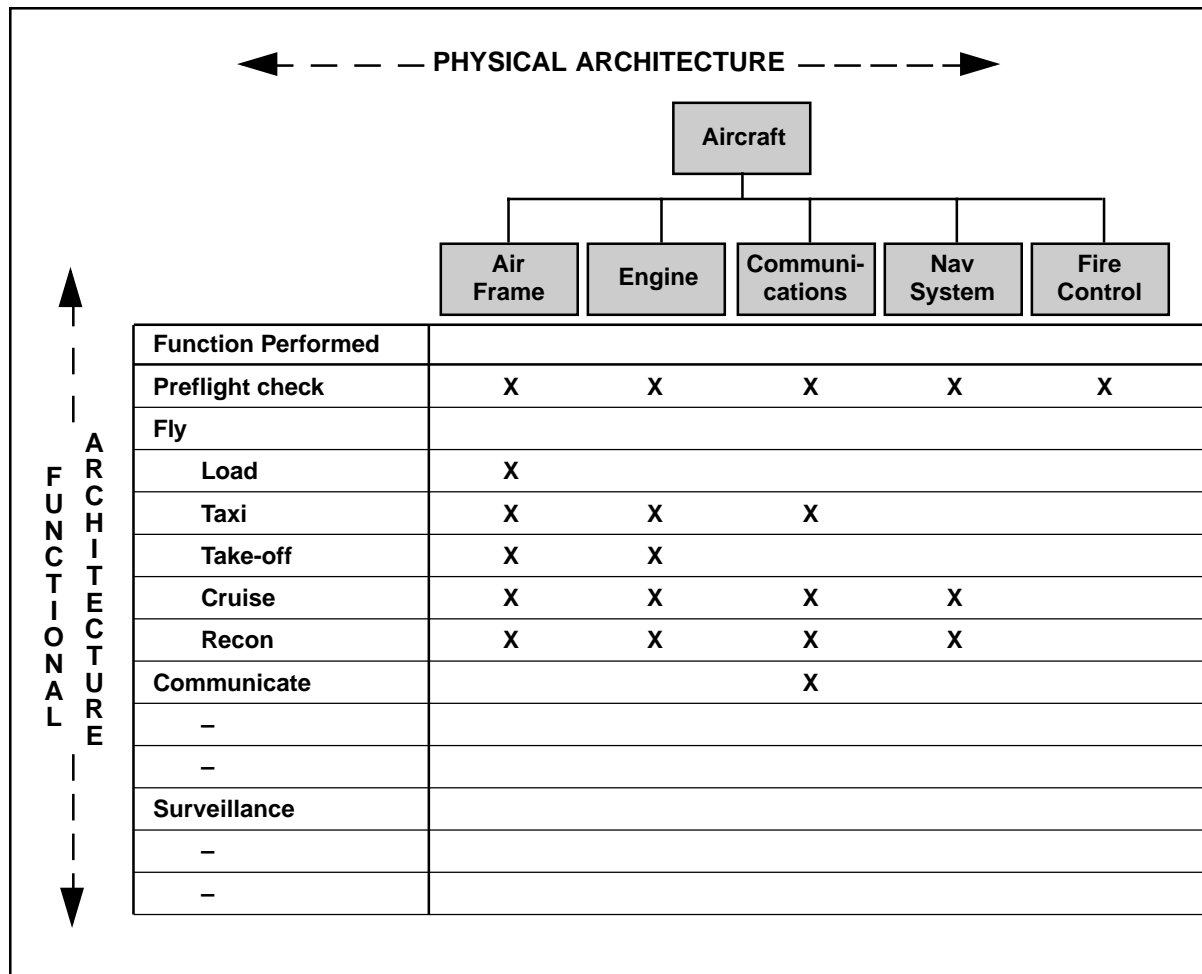 PHYSICAL ARCHITECTURE
Aircraft
Air
Frame
Engine
Communi-
cations
Nav
System
Fire
Control
FUNCTIONAL
ARCHITECTURE
Function Performed
Preflight check X X X X X
Fly
Load X
Taxi X X X
Take-off X X
Cruise X X X X
Recon X X X X
Communicate X
–
–
Surveillance
–
–